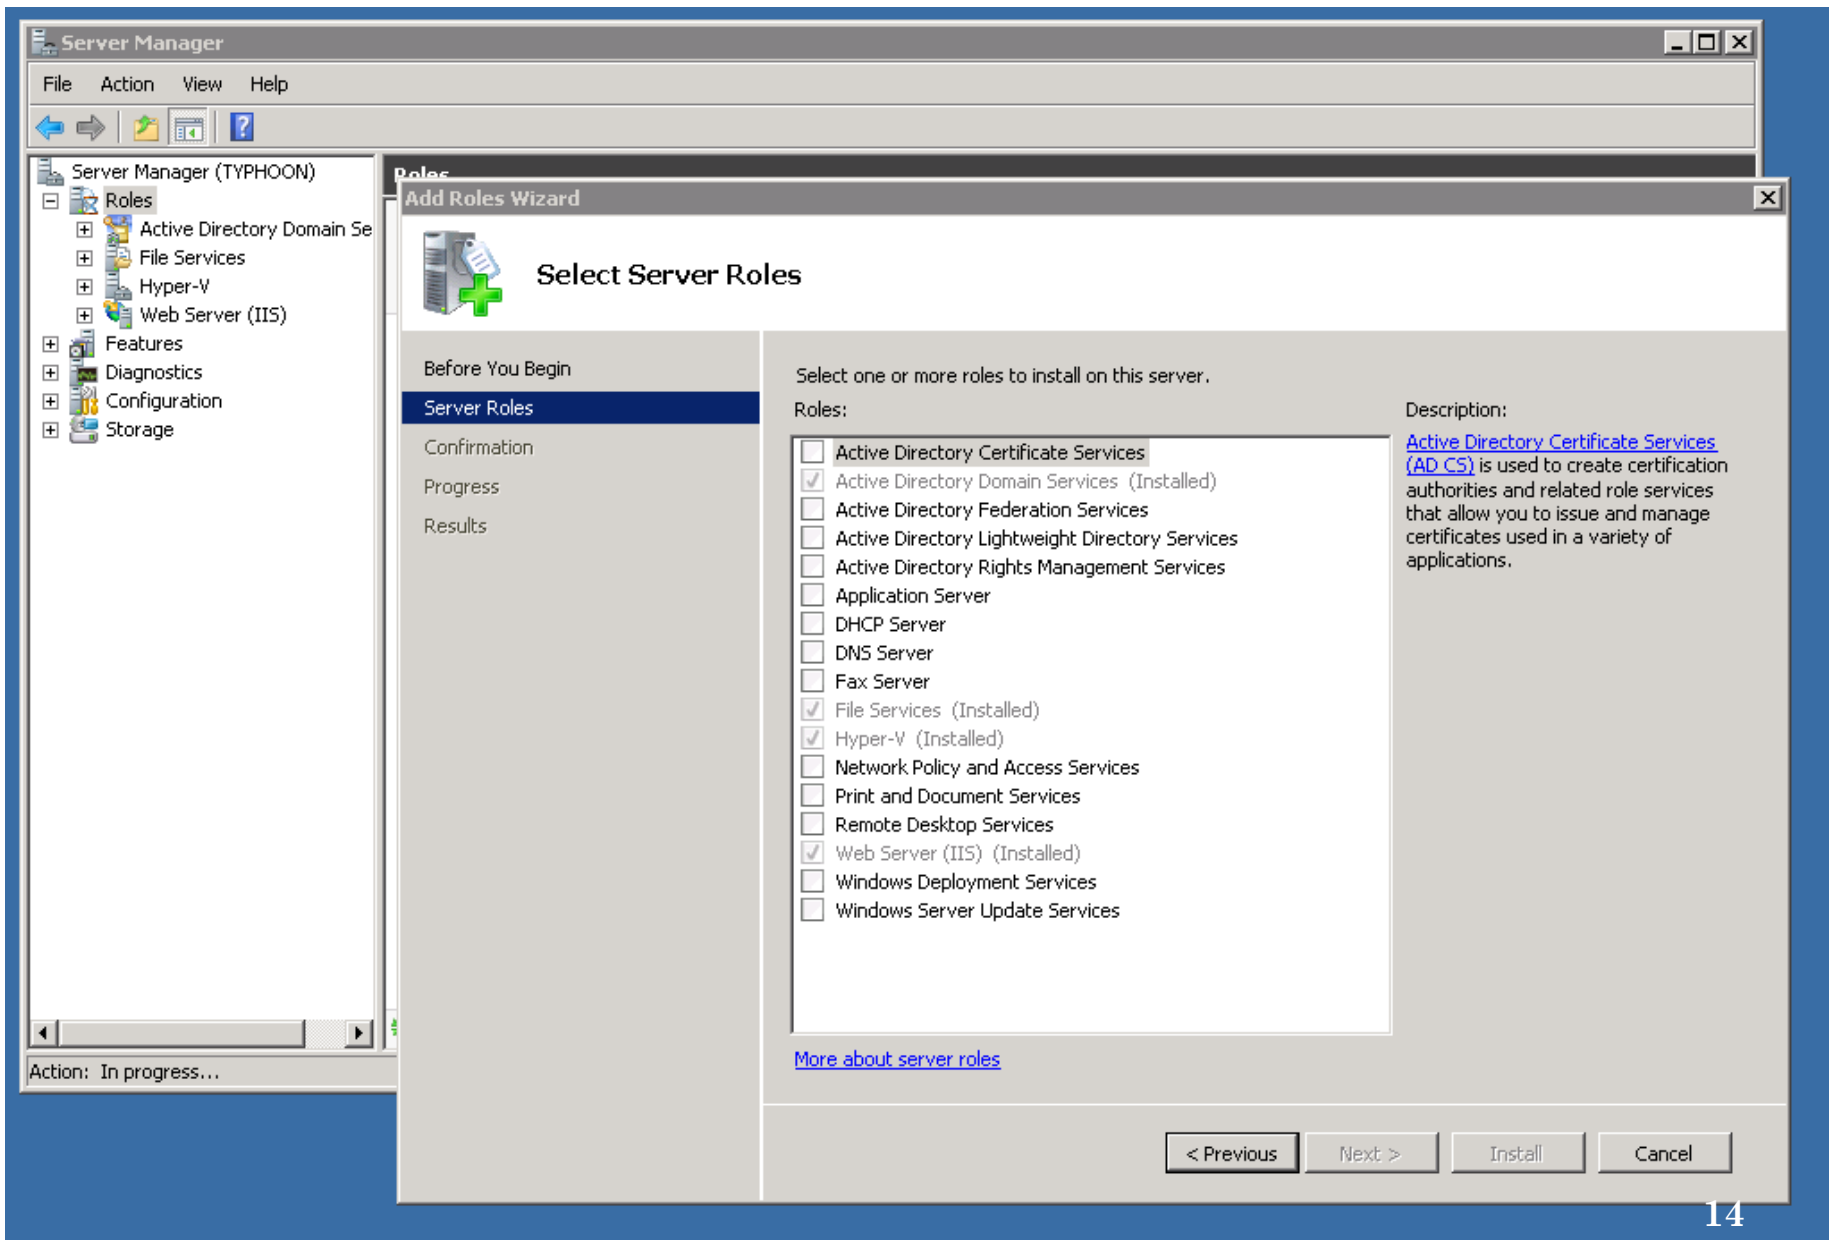 Server Manager
File Action View Help
Server Manager (TYPHOON)
Roles
Active Directory Domain Se
File Services
Hyper-V
Web Server (IIS)
Features
Diagnostics
Configuration
Storage
Action: In progress...
Roles
Add Roles Wizard
Select Server Roles
Before You Begin
Server Roles
Confirmation
Progress
Results
Select one or more roles to install on this server.
Roles:
Active Directory Certificate Services
Active Directory Domain Services (Installed)
Active Directory Federation Services
Active Directory Lightweight Directory Services
Active Directory Rights Management Services
Application Server
DHCP Server
DNS Server
Fax Server
File Services (Installed)
Hyper-V (Installed)
Network Policy and Access Services
Print and Document Services
Remote Desktop Services
Web Server (IIS) (Installed)
Windows Deployment Services
Windows Server Update Services
More about server roles
Description:
Active Directory Certificate Services
(AD CS) is used to create certification
authorities and related role services
that allow you to issue and manage
certificates used in a variety of
applications.
< Previous
Next >
Install
Cancel
14